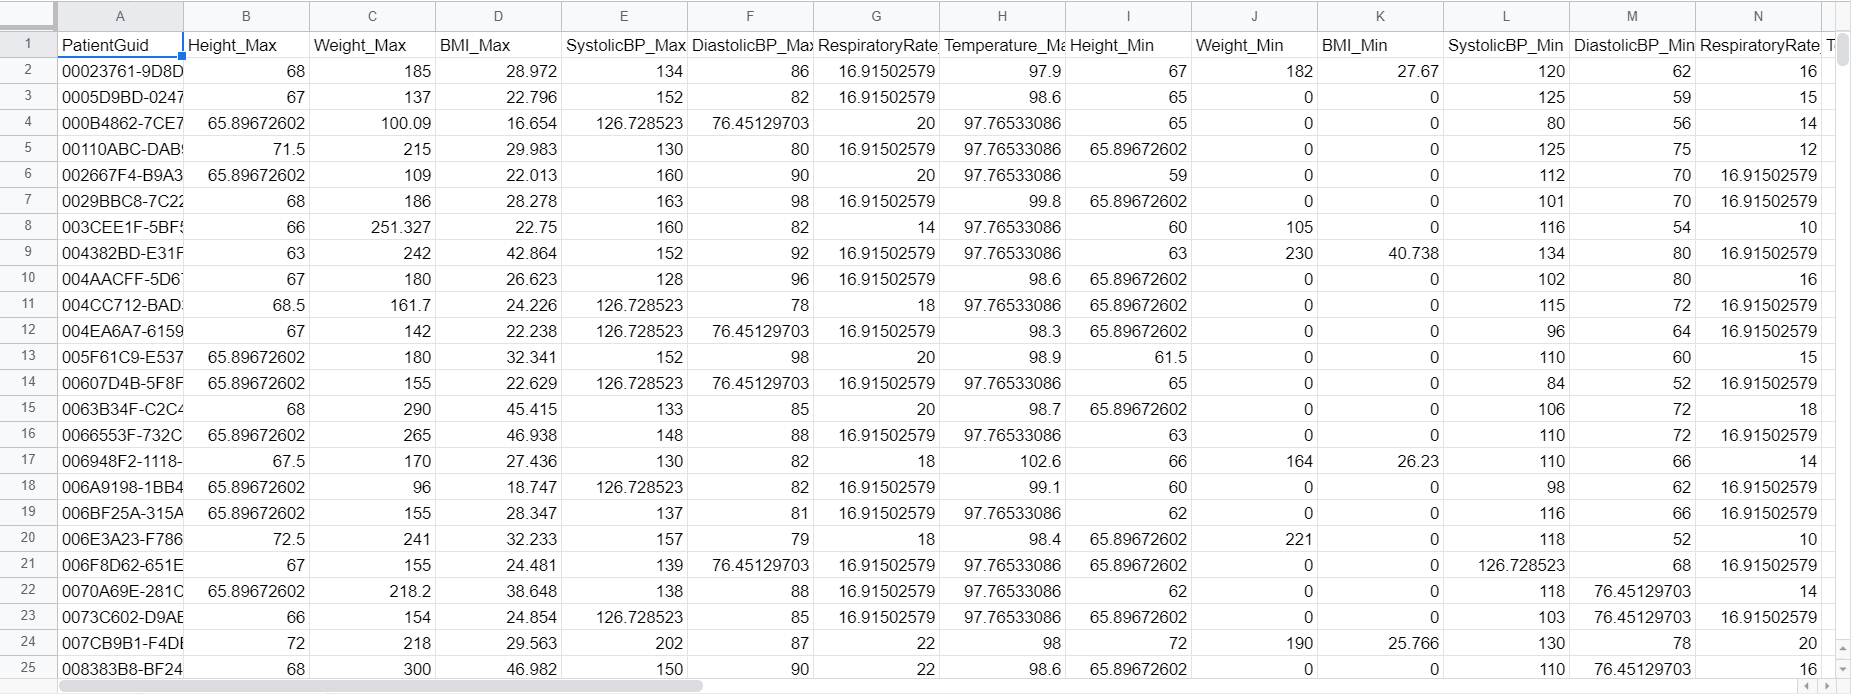 A B C D E F G H I J K L M N
1 PatientGuid Height_Max Weight_Max BMI_Max SystolicBP_Max DiastolicBP_Max RespiratoryRate_ Temperature_Ma Height_Min Weight_Min BMI_Min SystolicBP_Min DiastolicBP_Min RespiratoryRate_ T
2 00023761-9D8D 68 185 28.972 134 86 16.91502579 97.9 67 182 27.67 120 62 16
3 0005D9BD-0247 67 137 22.796 152 82 16.91502579 98.6 65 0 0 125 59 15
4 000B4862-7CE7 65.89672602 100.09 16.654 126.728523 76.45129703 20 97.76533086 65 0 0 80 56 14
5 00110ABC-DAB 71.5 215 29.983 130 80 16.91502579 97.76533086 65.89672602 0 0 125 75 12
6 002667F4-B9A3 65.89672602 109 22.013 160 90 20 97.76533086 59 0 0 112 70 16.91502579
7 0029BBC8-7C22 68 186 28.278 163 98 16.91502579 99.8 65.89672602 0 0 101 70 16.91502579
8 003CEE1F-5BF5 66 251.327 22.75 160 82 14 97.76533086 60 105 0 116 54 10
9 004382BD-E31F 63 242 42.864 152 92 16.91502579 97.76533086 63 230 40.738 134 80 16.91502579
10 004AACFF-5D67 67 180 26.623 128 96 16.91502579 98.6 65.89672602 0 0 102 80 16
11 004CC712-BAD 68.5 161.7 24.226 126.728523 78 18 97.76533086 65.89672602 0 0 115 72 16.91502579
12 004EA6A7-6159 67 142 22.238 126.728523 76.45129703 16.91502579 98.3 65.89672602 0 0 96 64 16.91502579
13 005F61C9-E537 65.89672602 180 32.341 152 98 20 98.9 61.5 0 0 110 60 15
14 00607D4B-5F8F 65.89672602 155 22.629 126.728523 76.45129703 16.91502579 97.76533086 65 0 0 84 52 16.91502579
15 0063B34F-C2C4 68 290 45.415 133 85 20 98.7 65.89672602 0 0 106 72 18
16 0066553F-732C 65.89672602 265 46.938 148 88 16.91502579 97.76533086 63 0 0 110 72 16.91502579
17 006948F2-1118- 67.5 170 27.436 130 82 18 102.6 66 164 26.23 110 66 14
18 006A9198-1BB4 65.89672602 96 18.747 126.728523 82 16.91502579 99.1 60 0 0 98 62 16.91502579
19 006BF25A-315A 65.89672602 155 28.347 137 81 16.91502579 97.76533086 62 0 0 116 66 16.91502579
20 006E3A23-F786 72.5 241 32.233 157 79 18 98.4 65.89672602 221 0 118 52 10
21 006F8D62-651E 67 155 24.481 139 76.45129703 16.91502579 97.76533086 65.89672602 0 0 126.728523 68 16.91502579
22 0070A69E-281C 65.89672602 218.2 38.648 138 88 16.91502579 97.76533086 62 0 0 118 76.45129703 14
23 0073C602-D9AE 66 154 24.854 126.728523 85 16.91502579 97.76533086 65.89672602 0 0 103 76.45129703 16.91502579
24 007CB9B1-F4DE 72 218 29.563 202 87 22 98 72 190 25.766 130 78 20
25 008383B8-BF24 68 300 46.982 150 90 22 98.6 65.89672602 0 0 110 76.45129703 16